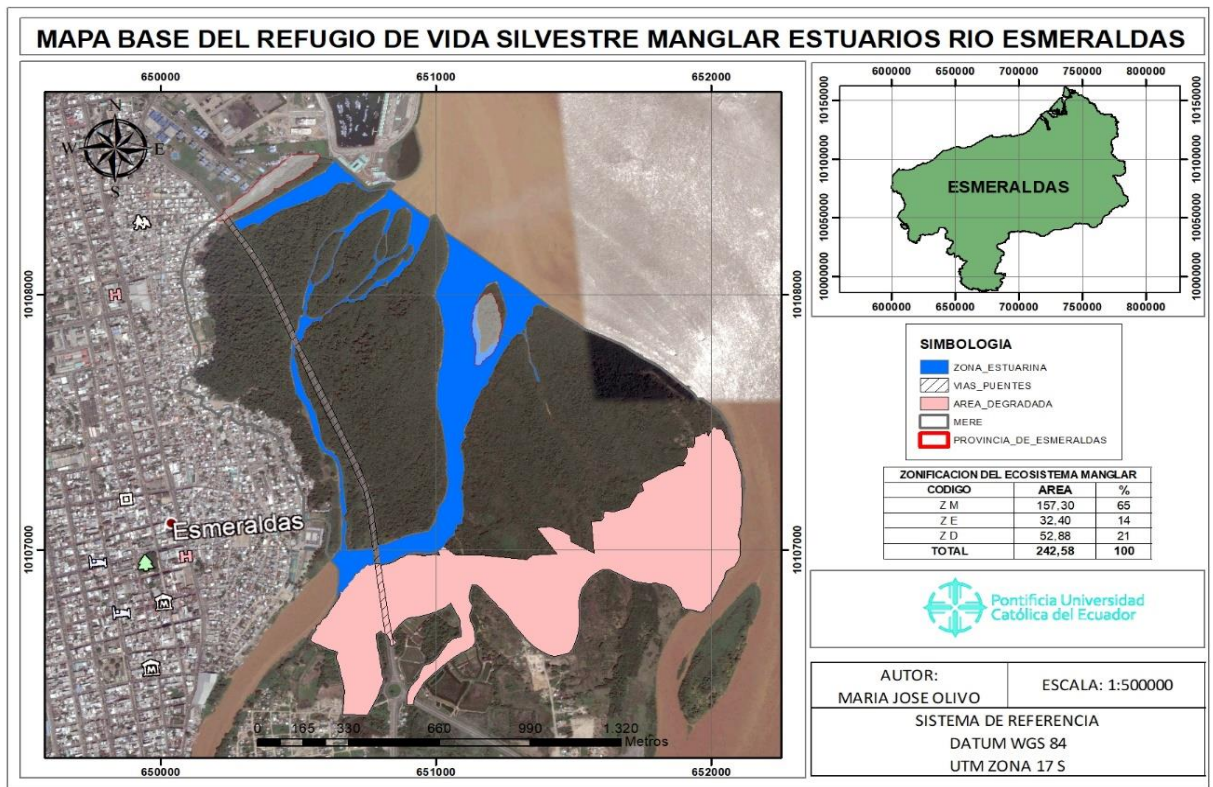 MAPA BASE DEL REFUGIO DE VIDA SILVESTRE MANGLAR ESTUARIOS RIO ESMERALDAS
650000 651000 652000
N
W E
S
10108000 10108000
10107000 10107000
H
Esmeraldas
H
M
M
0 165 330 660 990 1.320
Metros
650000 651000 652000
600000 650000 700000 750000 800000
10150000 10150000
10100000 10100000
10050000 10050000
10000000 10000000
ESMERALDAS
600000 650000 700000 750000 800000
SIMBOLOGIA
ZONA_ESTUARINA
VIAS_PUENTES
AREA_DEGRADADA
MERE
PROVINCIA_DE_ESMERALDAS
ZONIFICACION DEL ECOSISTEMA MANGLAR
CODIGO AREA %
Z M 157,30 65
Z E 32,40 14
Z D 52,88 21
TOTAL 242,58 100
Pontificia Universidad
Católica del Ecuador
AUTOR:
MARIA JOSE OLIVO
ESCALA: 1:500000
SISTEMA DE REFERENCIA
DATUM WGS 84
UTM ZONA 17 S